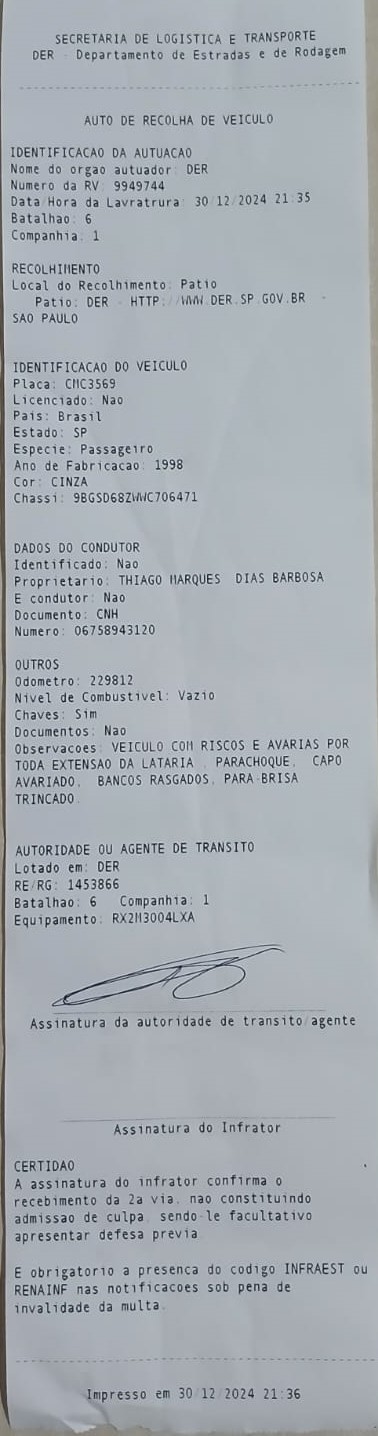 SECRETARIA DE LOGISTICA E TRANSPORTE
DER - Departamento de Estradas e de Rodagem
AUTO DE RECOLHA DE VEICULO
IDENTIFICACAO DA AUTUACAO
Nome do orgao autuador: DER
Numero da RV: 9949744
Data/Hora da Lavratrura: 30/12/2024 21:35
Batalhao: 6
Companhia: 1
RECOLHIMENTO
Local do Recolhimento: Patio
Patio: DER - HTTP://WWW.DER.SP.GOV.BR -
SAO PAULO
IDENTIFICACAO DO VEICULO
Placa: CMC3569
Licenciado: Nao
Pais: Brasil
Estado: SP
Especie: Passageiro
Ano de Fabricacao: 1998
Cor: CINZA
Chassi: 9BGSD68ZWWC706471
DADOS DO CONDUTOR
Identificado: Nao
Proprietario: THIAGO MARQUES DIAS BARBOSA
E condutor: Nao
Documento: CNH
Numero: 06758943120
OUTROS
Odometro: 229812
Nivel de Combustivel: Vazio
Chaves: Sim
Documentos: Nao
Observacoes: VEICULO COM RISCOS E AVARIAS POR
TODA EXTENSAO DA LATARIA , PARACHOQUE, CAPO
AVARIADO, BANCOS RASGADOS, PARA-BRISA
TRINCADO.
AUTORIDADE OU AGENTE DE TRANSITO
Lotado em: DER
RE/RG: 1453866
Batalhao: 6 Companhia: 1
Equipamento: RX2M3004LXA
Assinatura da autoridade de transito/agente
Assinatura do Infrator
CERTIDAO
A assinatura do infrator confirma o
recebimento da 2a via, nao constituindo
admissao de culpa, sendo-le facultativo
apresentar defesa previa.
E obrigatorio a presenca do codigo INFRAEST ou
RENAINF nas notificacoes sob pena de
invalidade da multa.
Impresso em 30/12/2024 21:36